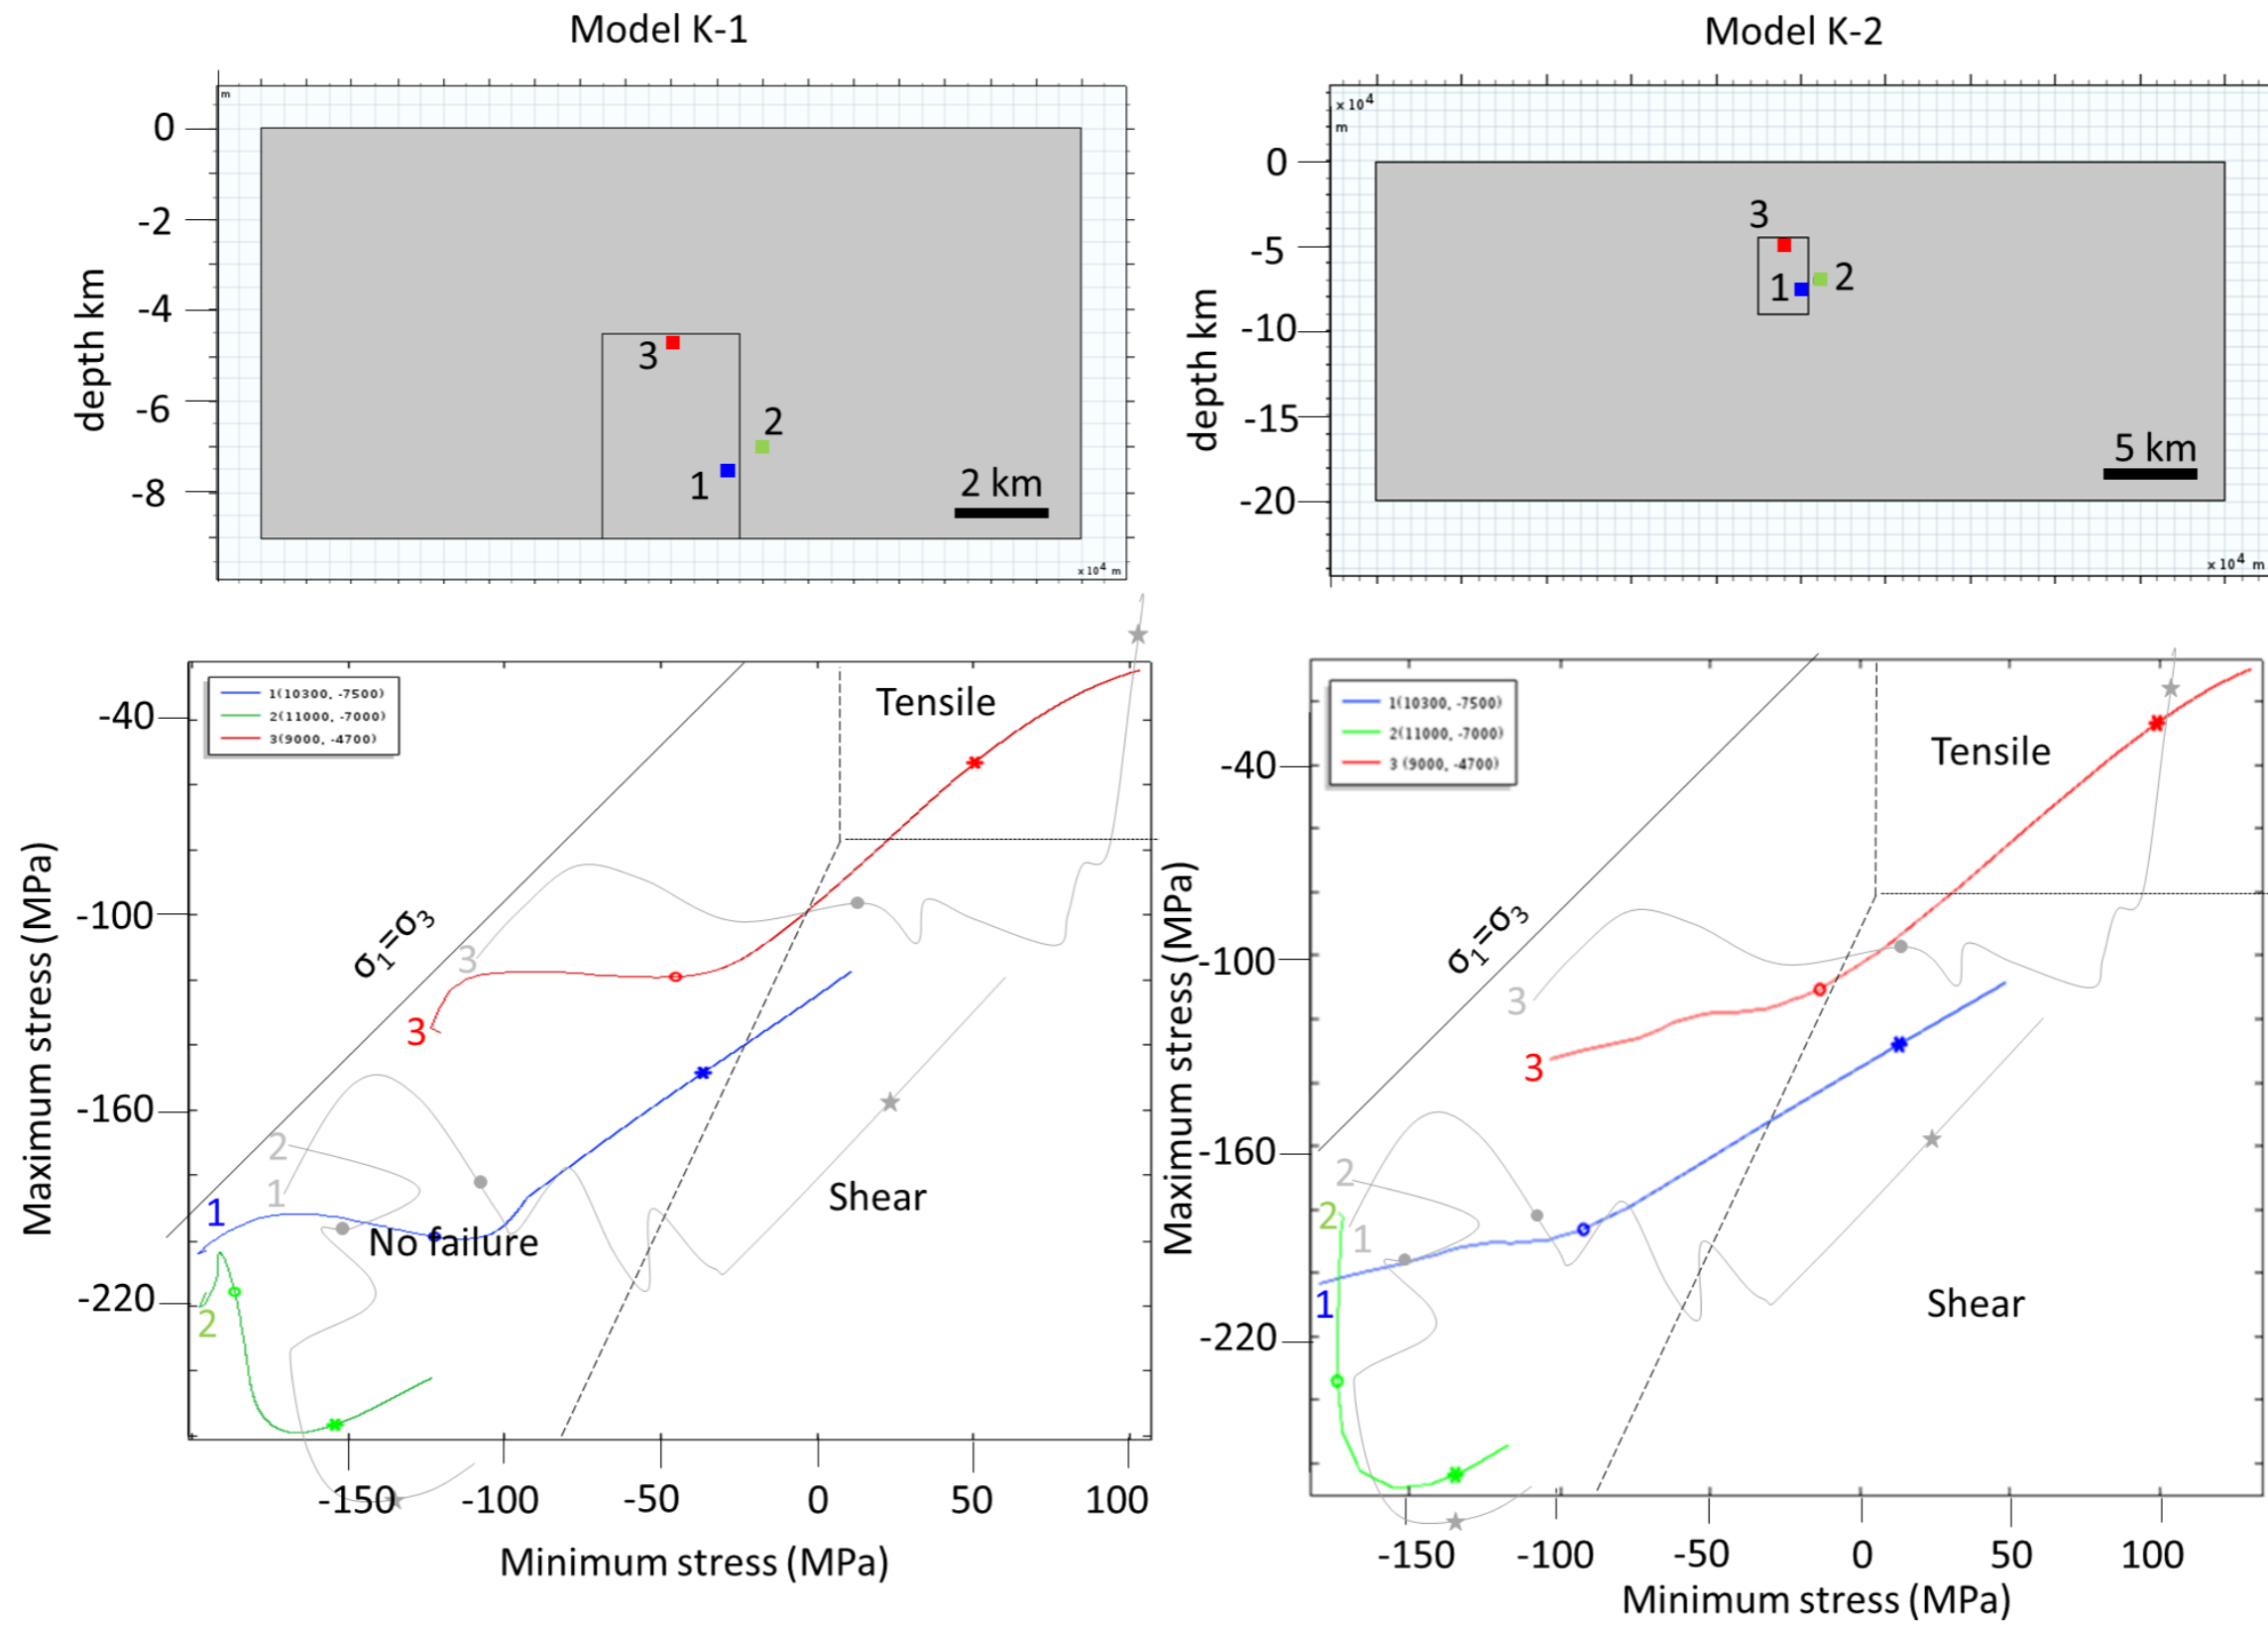 Model K-1
m
0
-2
-4
-6
-8
depth km
3
2
1
2 km
x10⁴ m
Model K-2
x10⁴
m
0
-5
-10
-15
-20
depth km
3
1
2
5 km
x10⁴ m
1(10300, -7500)
2(11000, -7000)
3(9000, -4700)
Tensile
σ₁=σ₃
3
3
2
1
1
No failure
2
Shear
-40
-100
-160
-220
Maximum stress (MPa)
-150
-100
-50
0
50
100
Minimum stress (MPa)
1(10300, -7500)
2(11000, -7000)
3 (9000, -4700)
Tensile
σ₁=σ₃
3
3
2
2
1
1
Shear
-40
-100
-160
-220
Maximum stress (MPa)
-150
-100
-50
0
50
100
Minimum stress (MPa)